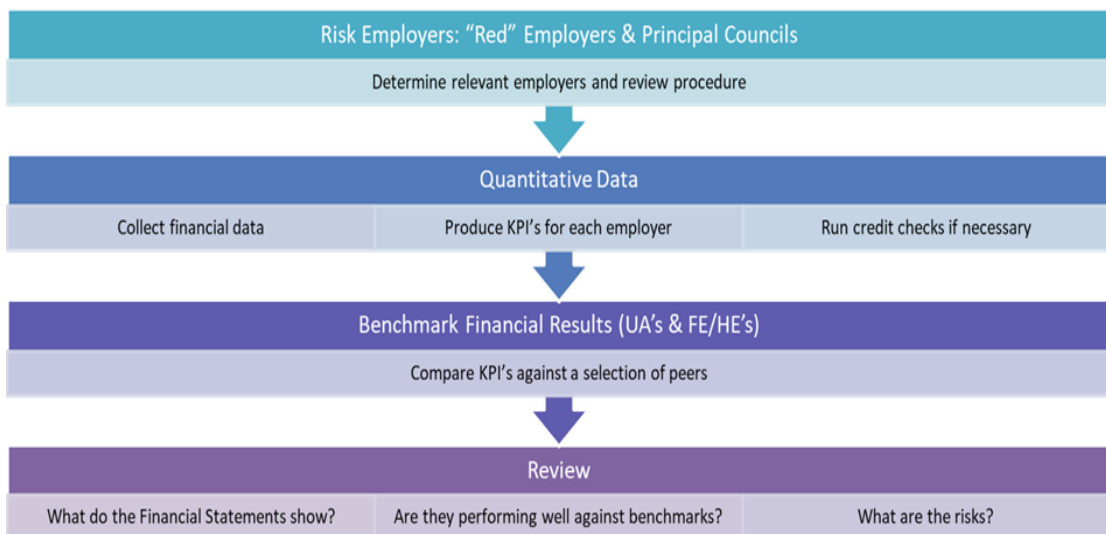 Risk Employers: “Red” Employers & Principal Councils
Determine relevant employers and review procedure
Quantitative Data
Collect financial data
Produce KPI's for each employer
Run credit checks if necessary
Benchmark Financial Results (UA's & FE/HE's)
Compare KPI's against a selection of peers
Review
What do the Financial Statements show?
Are they performing well against benchmarks?
What are the risks?